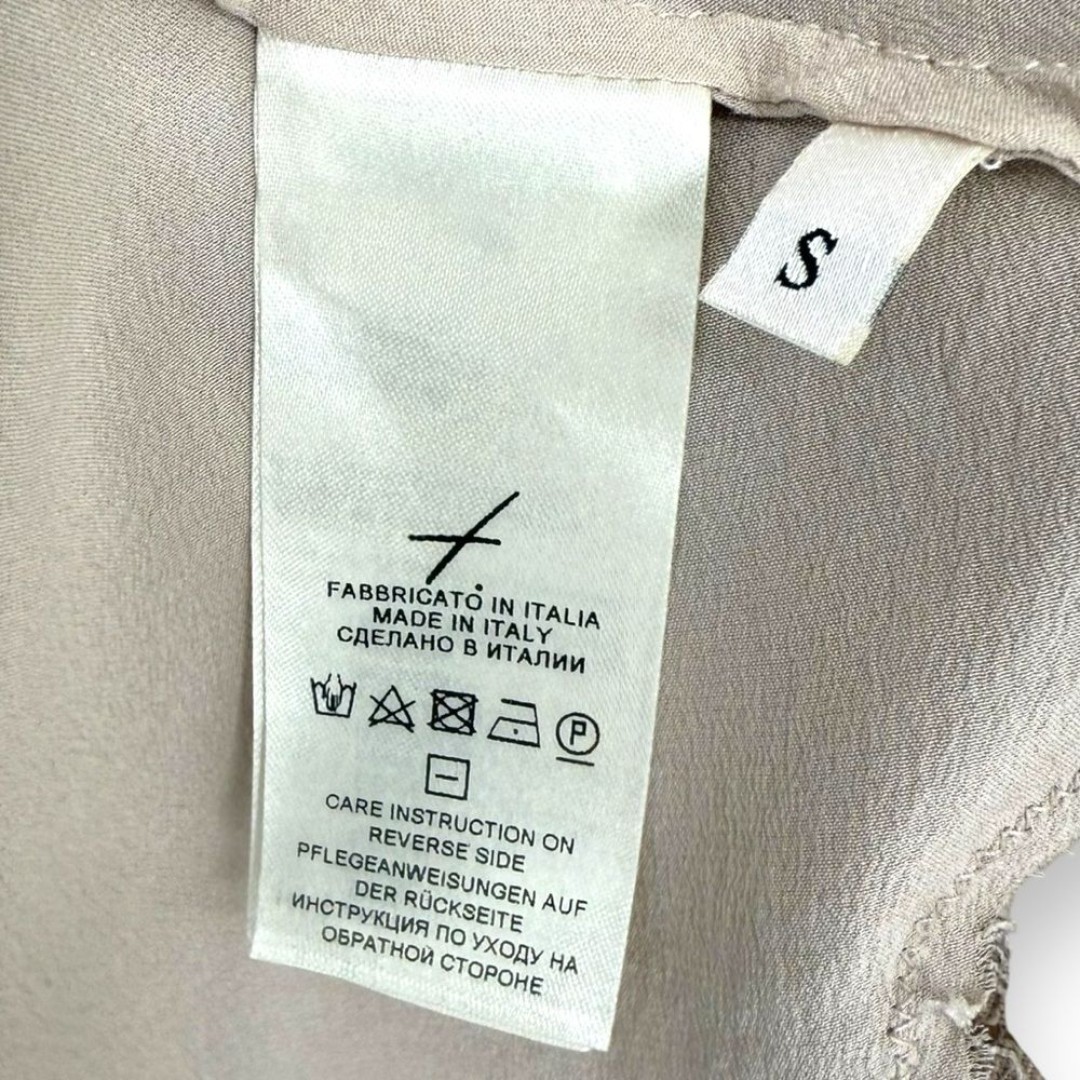 S
FABBRICATO IN ITALIA
MADE IN ITALY
СДЕЛАНО В ИТАЛИИ
P
CARE INSTRUCTION ON
REVERSE SIDE
PFLEGEANWEISUNGEN AUF
DER RÜCKSEITE
ИНСТРУКЦИЯ ПО УХОДУ НА
ОБРАТНОЙ СТОРОНЕ